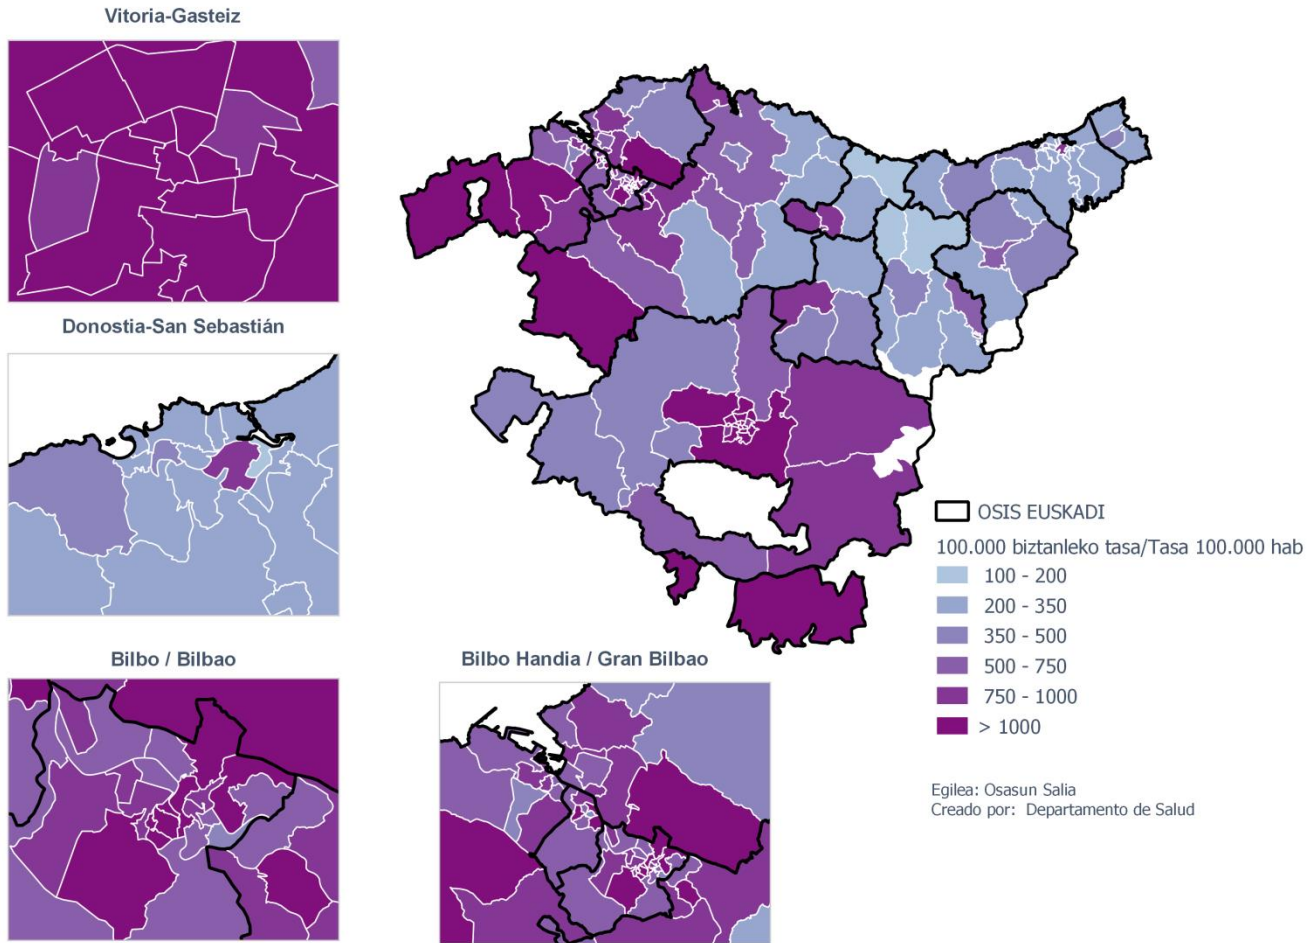 Vitoria-Gasteiz
Donostia-San Sebastián
Bilbo / Bilbao
Bilbo Handia / Gran Bilbao
OSIS EUSKADI
100.000 biztanleko tasa/Tasa 100.000 hab
100 - 200
200 - 350
350 - 500
500 - 750
750 - 1000
> 1000
Egilea: Osasun Salia
Creado por: Departamento de Salud